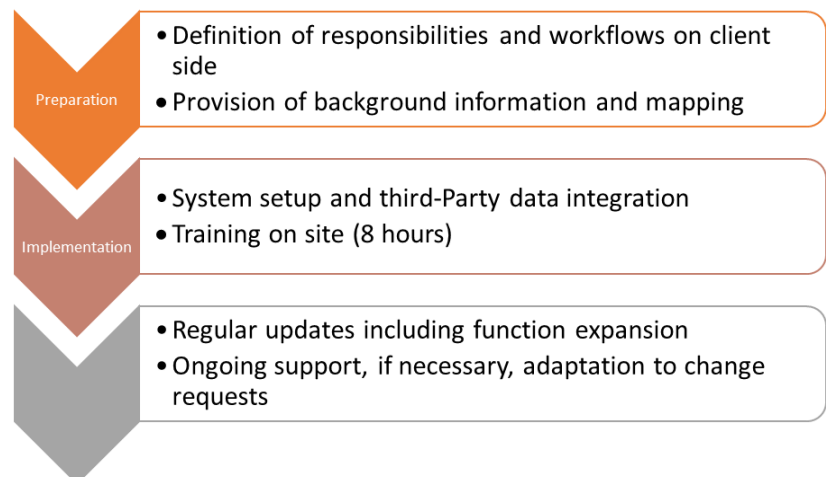 Preparation
• Definition of responsibilities and workflows on client
side
• Provision of background information and mapping
Implementation
• System setup and third-Party data integration
• Training on site (8 hours)
• Regular updates including function expansion
• Ongoing support, if necessary, adaptation to change
requests